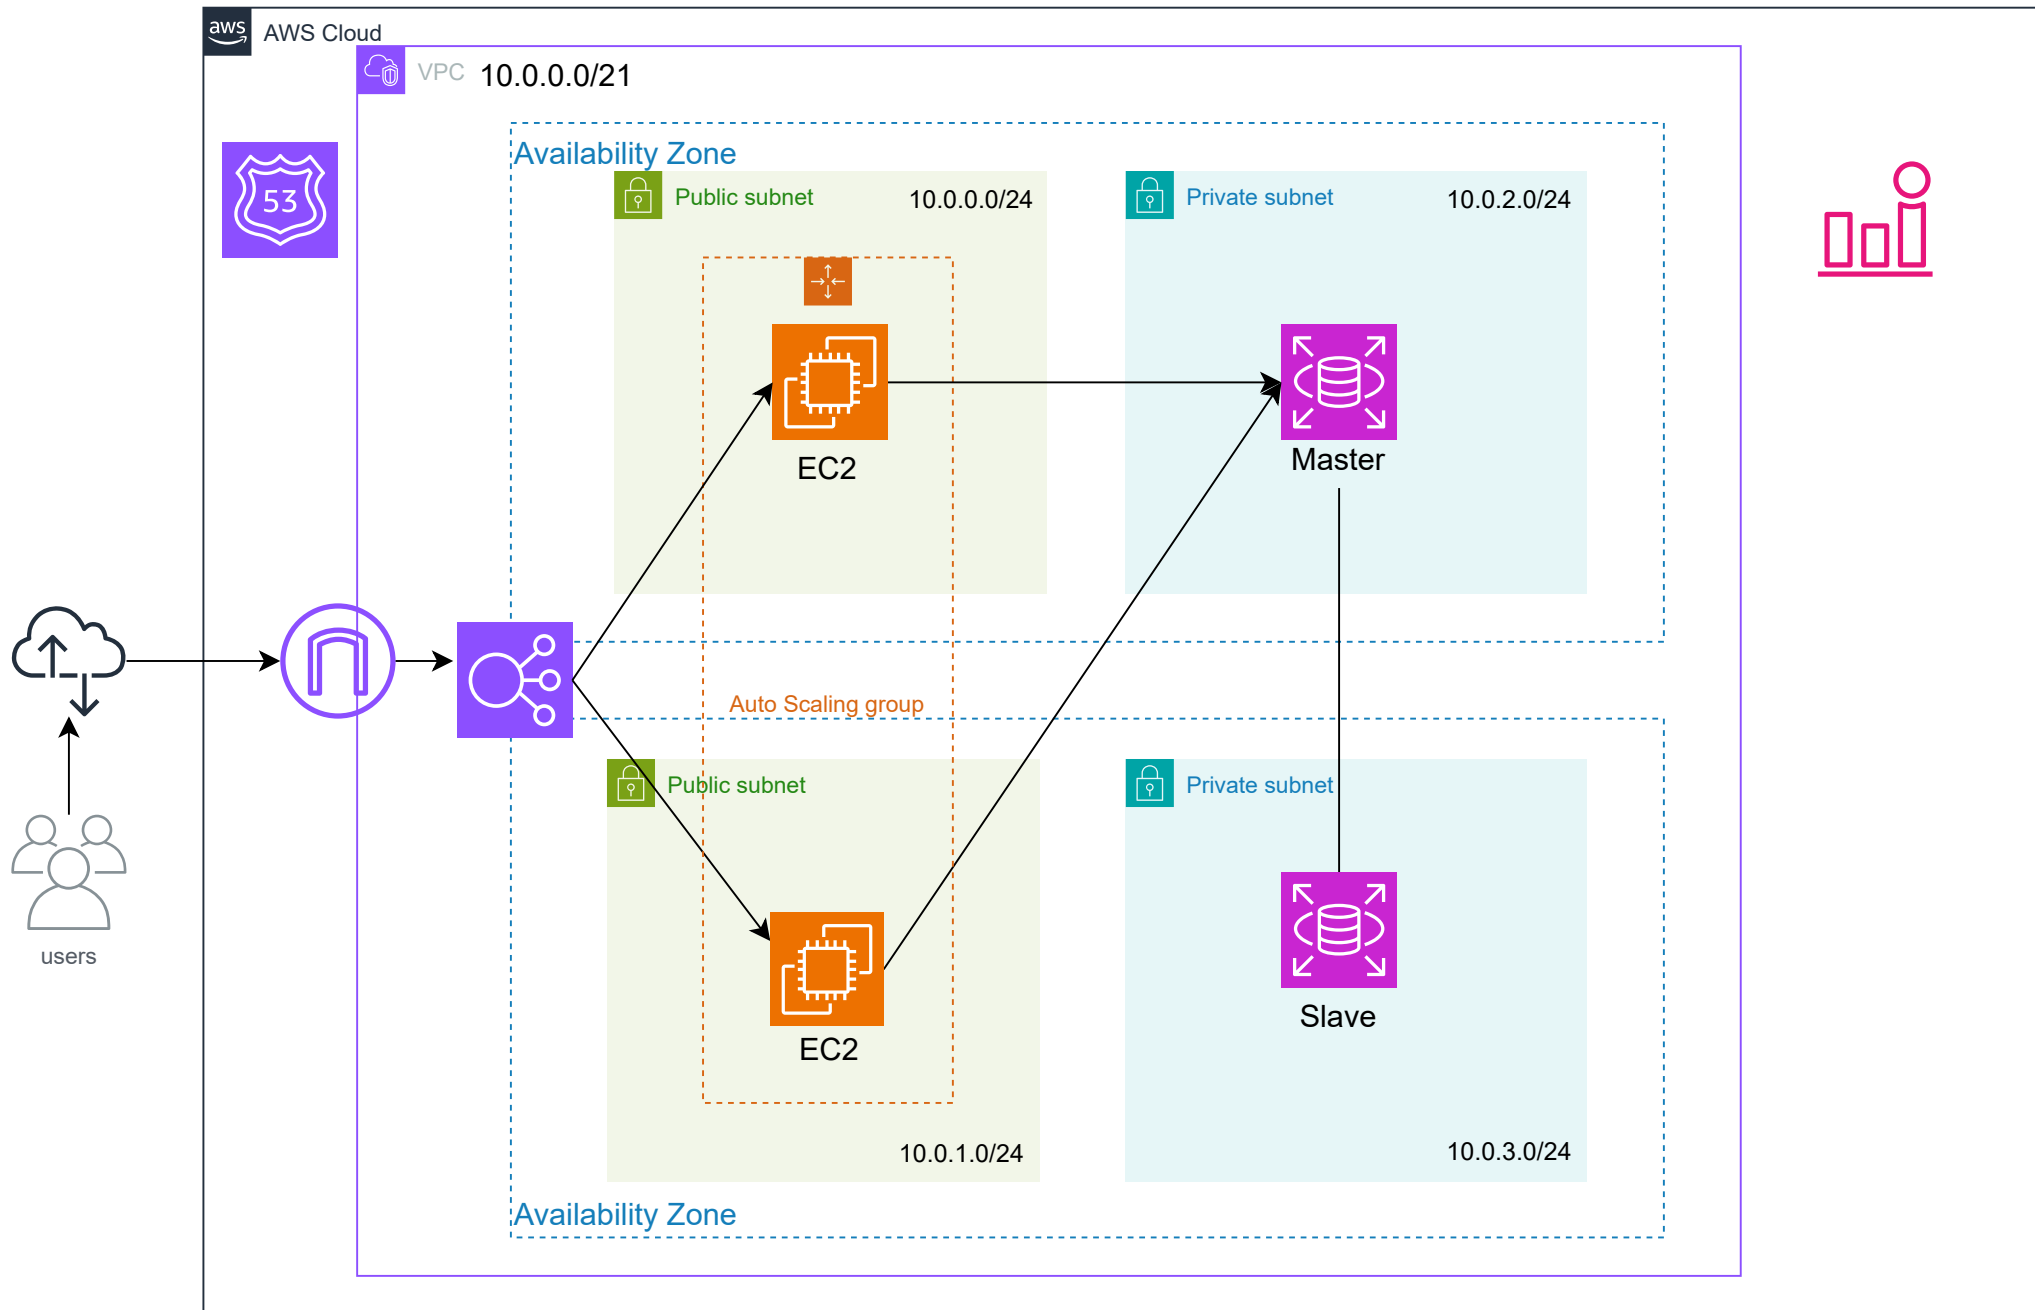 aws
AWS Cloud
VPC
10.0.0.0/21
53
Availability Zone
Public subnet
10.0.0.0/24
Private subnet
10.0.2.0/24
EC2
Master
Auto Scaling group
Public subnet
Private subnet
users
EC2
Slave
10.0.1.0/24
10.0.3.0/24
Availability Zone